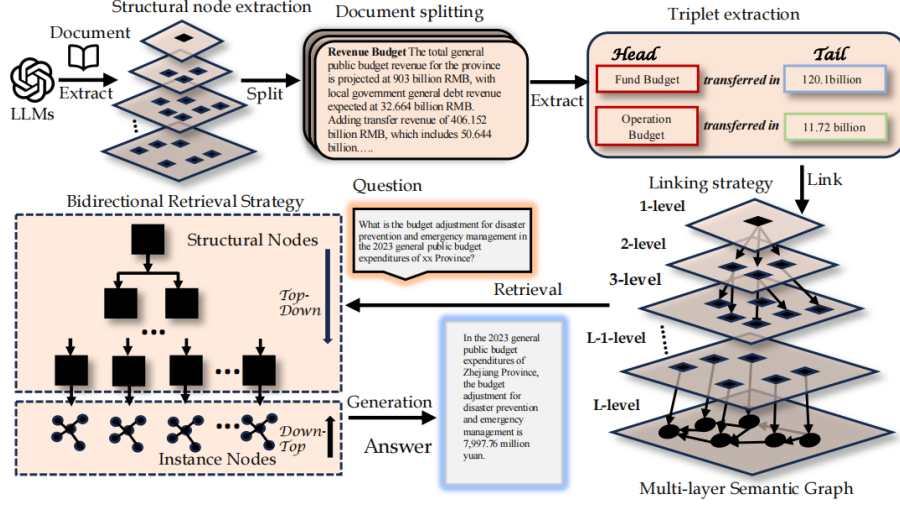 Structural node extraction
Document
LLMs
Extract
Split
Document splitting
Revenue Budget The total general
public budget revenue for the province
is projected at 903 billion RMB, with
local government general debt revenue
expected at 32.664 billion RMB.
Adding transfer revenue of 406.152
billion RMB, which includes 50.644
billion.....
Extract
Triplet extraction
Head
Tail
Fund Budget
transferred in
120.1billion
Operation
Budget
transferred in
11.72 billion
Link
Linking strategy
1-level
2-level
3-level
L-1-level
L-level
Multi-layer Semantic Graph
Question
What is the budget adjustment for disaster
prevention and emergency management in
the 2023 general public budget
expenditures of xx Province?
Retrieval
Bidirectional Retrieval Strategy
Structural Nodes
Top-
Down
...
...
...
Down-
Top
Instance Nodes
Generation
Answer
In the 2023 general
public budget
expenditures of
Zhejiang Province,
the budget
adjustment for
disaster prevention
and emergency
management is
7,997.76 million
yuan.